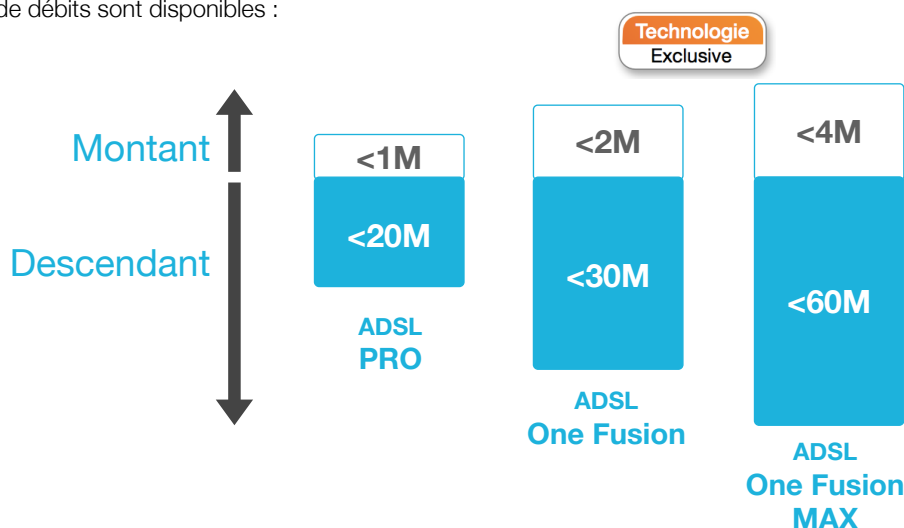 de débits sont disponibles :
Technologie
Exclusive
Montant
Descendant
<1M
<20M
ADSL
PRO
<2M
<30M
ADSL
One Fusion
<4M
<60M
ADSL
One Fusion
MAX